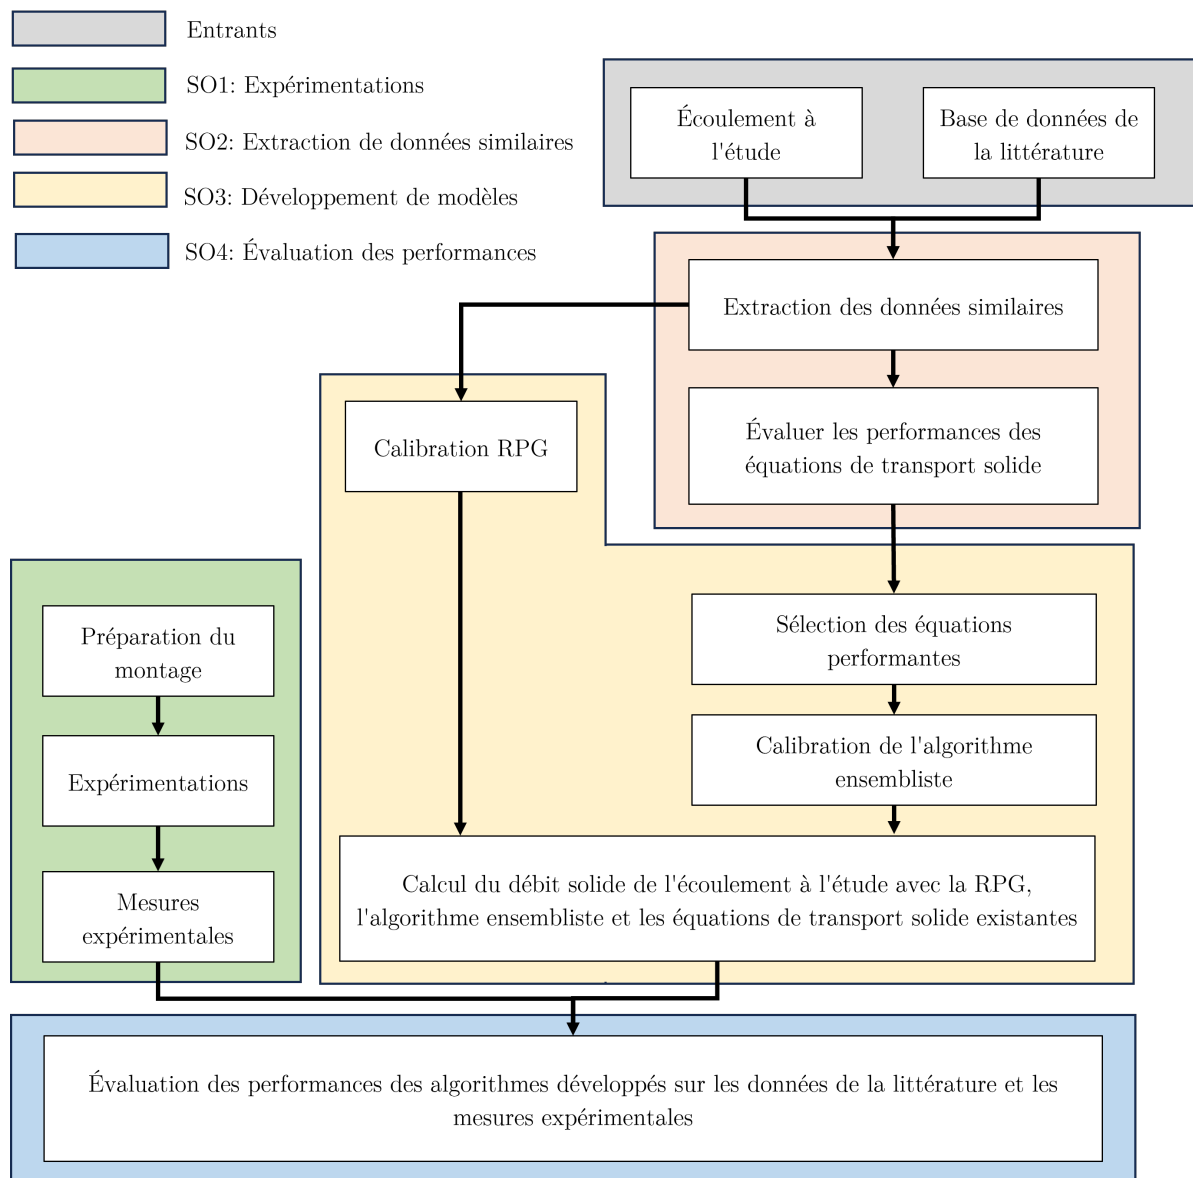 Entrants
SO1: Expérimentations
SO2: Extraction de données similaires
SO3: Développement de modèles
SO4: Évaluation des performances
Écoulement à
l'étude
Base de données de
la littérature
Extraction des données similaires
Évaluer les performances des
équations de transport solide
Calibration RPG
Sélection des équations
performantes
Calibration de l'algorithme
ensembliste
Préparation du
montage
Expérimentations
Mesures
expérimentales
Calcul du débit solide de l'écoulement à l'étude avec la RPG,
l'algorithme ensembliste et les équations de transport solide existantes
Évaluation des performances des algorithmes développés sur les données de la littérature et les
mesures expérimentales